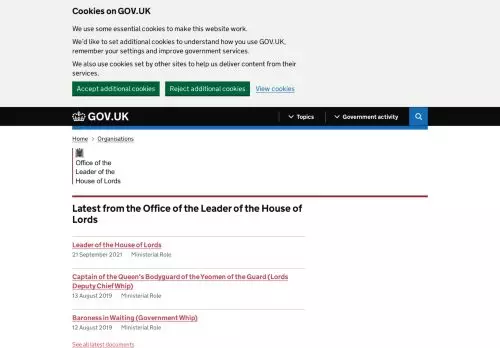 Cookies on GOV.UK
We use some essential cookies to make this website work.
We'd like to set additional cookies to understand how you use GOV.UK,
remember your settings and improve government services.
We also use cookies set by other sites to help us deliver content from their
services.
Accept additional cookies Reject additional cookies View cookies
GOV.UK Topics Government activity
Home > Organisations
Office of the
Leader of the
House of Lords
Latest from the Office of the Leader of the House of
Lords
Leader of the House of Lords
21 September 2021 Ministerial Role
Captain of the Queen's Bodyguard of the Yeomen of the Guard (Lords
Deputy Chief Whip)
13 August 2019 Ministerial Role
Baroness in Waiting (Government Whip)
12 August 2019 Ministerial Role
See all latest documents